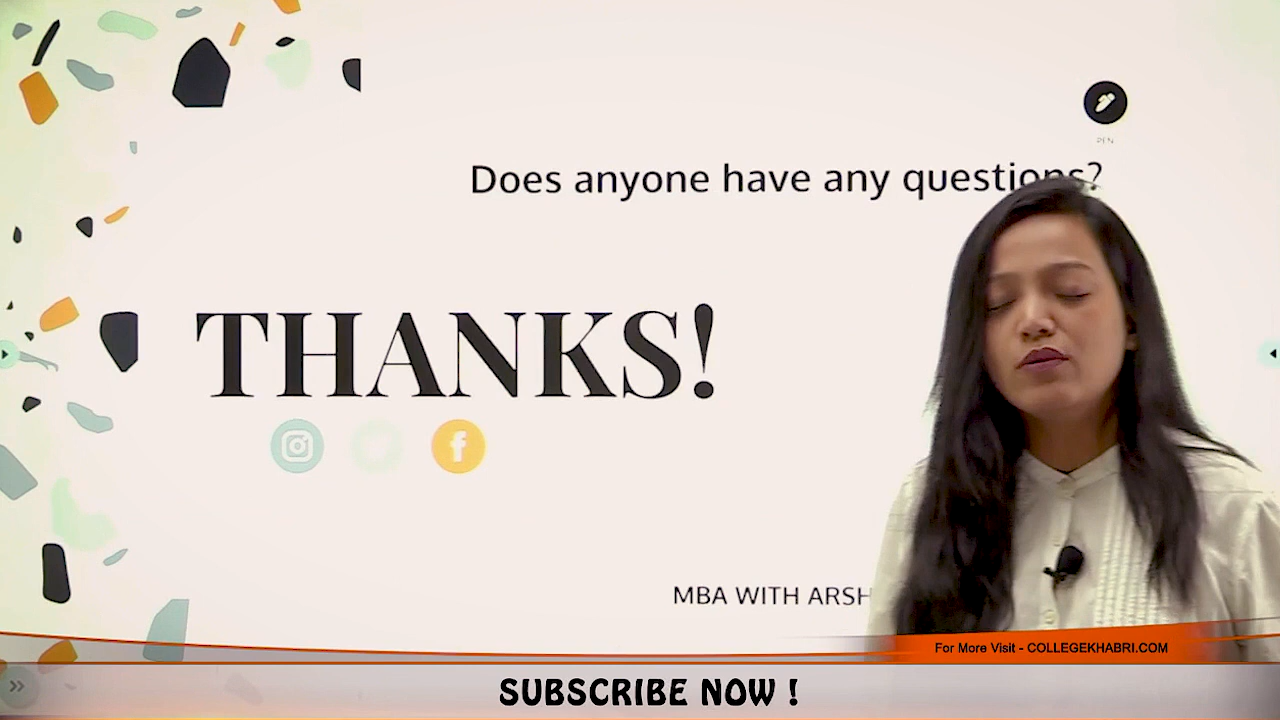 PEN
Does anyone have any questions?
THANKS!
MBA WITH ARSH
For More Visit - COLLEGEKHABRI.COM
SUBSCRIBE NOW !